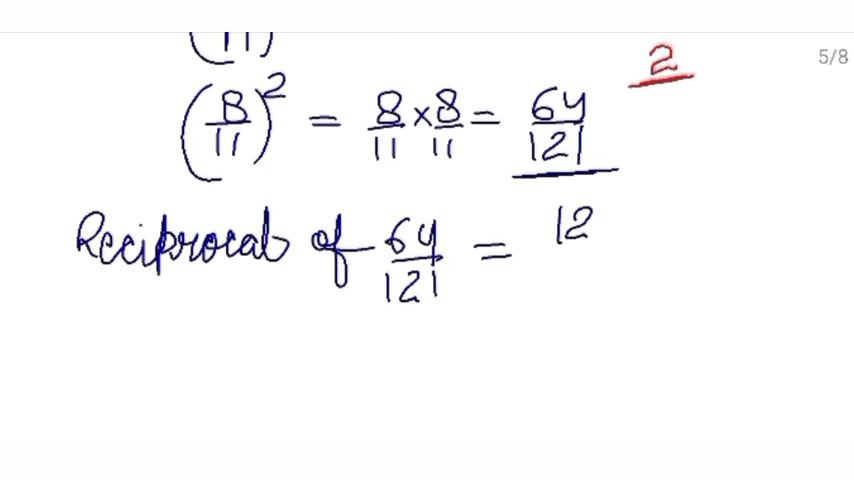 5/8
2
(8/11)² = 8/11 × 8/11 = 64/121
Reciprocal of 64/121 = 12